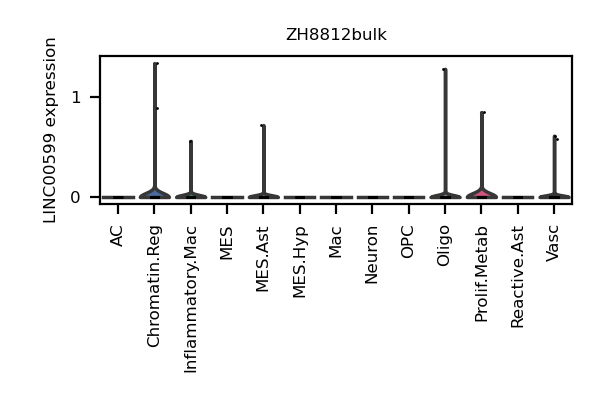 ZH8812bulk
LINC00599 expression
1
0
AC
Chromatin.Reg
Inflammatory.Mac
MES
MES.Ast
MES.Hyp
Mac
Neuron
OPC
Oligo
Prolif.Metab
Reactive.Ast
Vasc